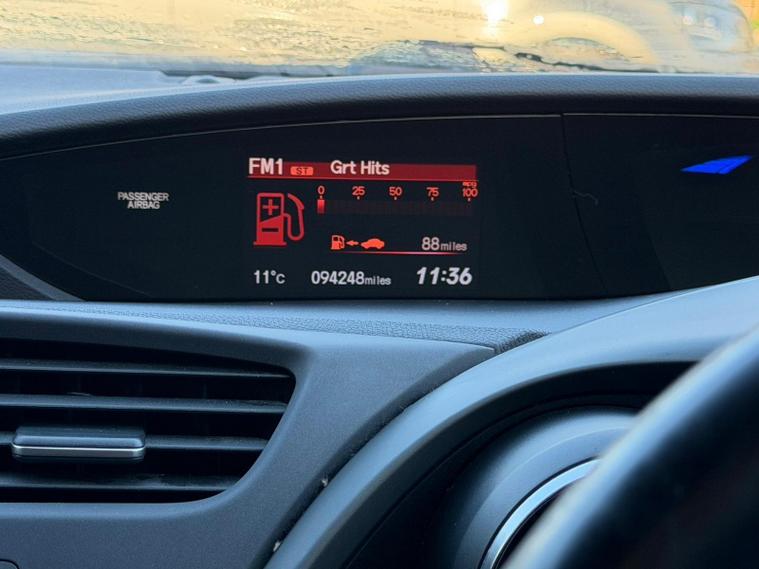 FM1 ST Grt Hits
mpg
0 25 50 75 100
PASSENGER
AIRBAG
88miles
11°c 094248miles 11:36